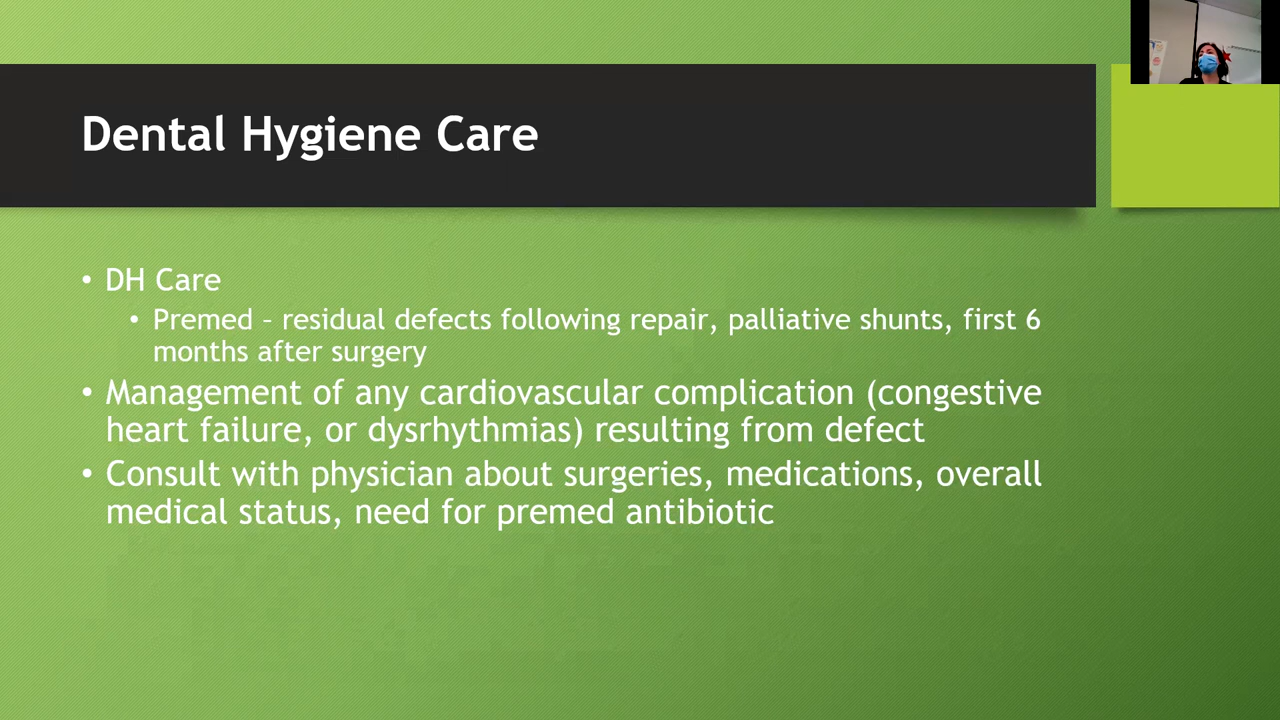 Dental Hygiene Care
• DH Care
• Premed – residual defects following repair, palliative shunts, first 6
months after surgery
• Management of any cardiovascular complication (congestive
heart failure, or dysrhythmias) resulting from defect
• Consult with physician about surgeries, medications, overall
medical status, need for premed antibiotic